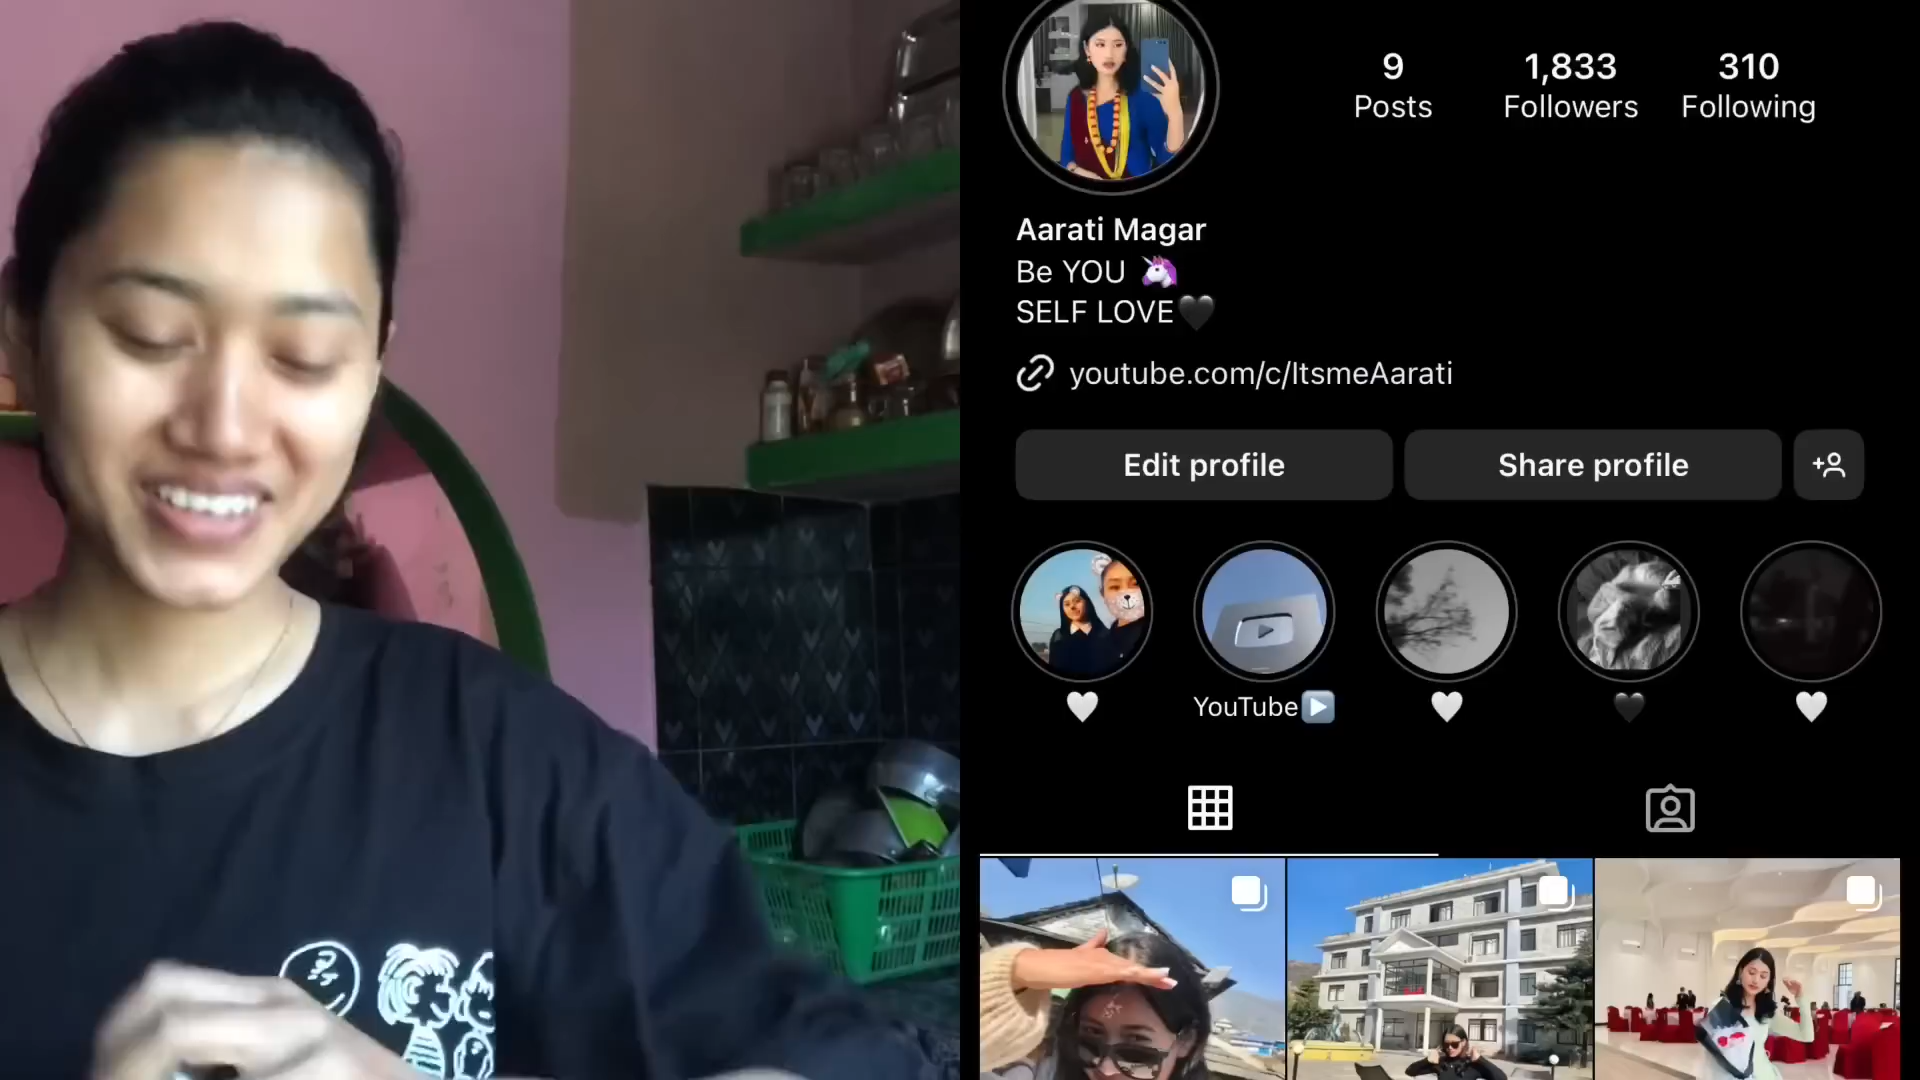 9 1,833 310
Posts Followers Following
Aarati Magar
Be YOU 🦄
SELF LOVE🖤
youtube.com/c/ItsmeAarati
Edit profile Share profile
🤍 YouTube▶️ 🤍 🖤 🤍